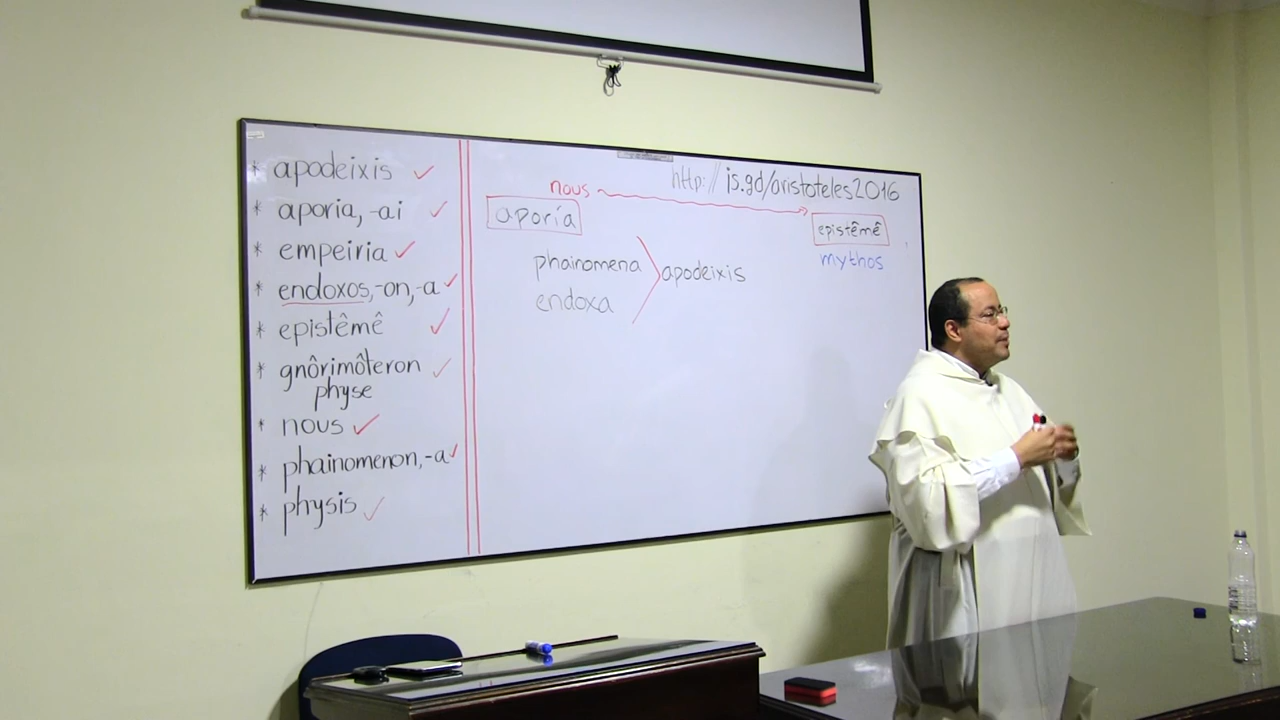 * apodeixis ✓
* aporia, -ai ✓
* empeiria ✓
* endoxos,-on,-a ✓
* epistêmê ✓
* gnôrimôteron ✓
physe
* nous ✓
* phainomenon,-a ✓
* physis ✓
http://is.gd/aristoteles2016
nous
aporía
epistêmê
mythos
phainomena
endoxa
apodeixis